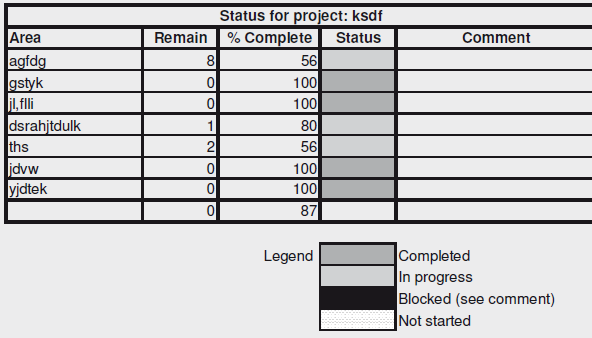 Status for project: ksdf
Area Remain % Complete Status Comment
agfdg 8 56
gstyk 0 100
jl,flli 0 100
dsrahjtdulk 1 80
ths 2 56
jdvw 0 100
yjdtek 0 100
0 87
Legend Completed
In progress
Blocked (see comment)
Not started